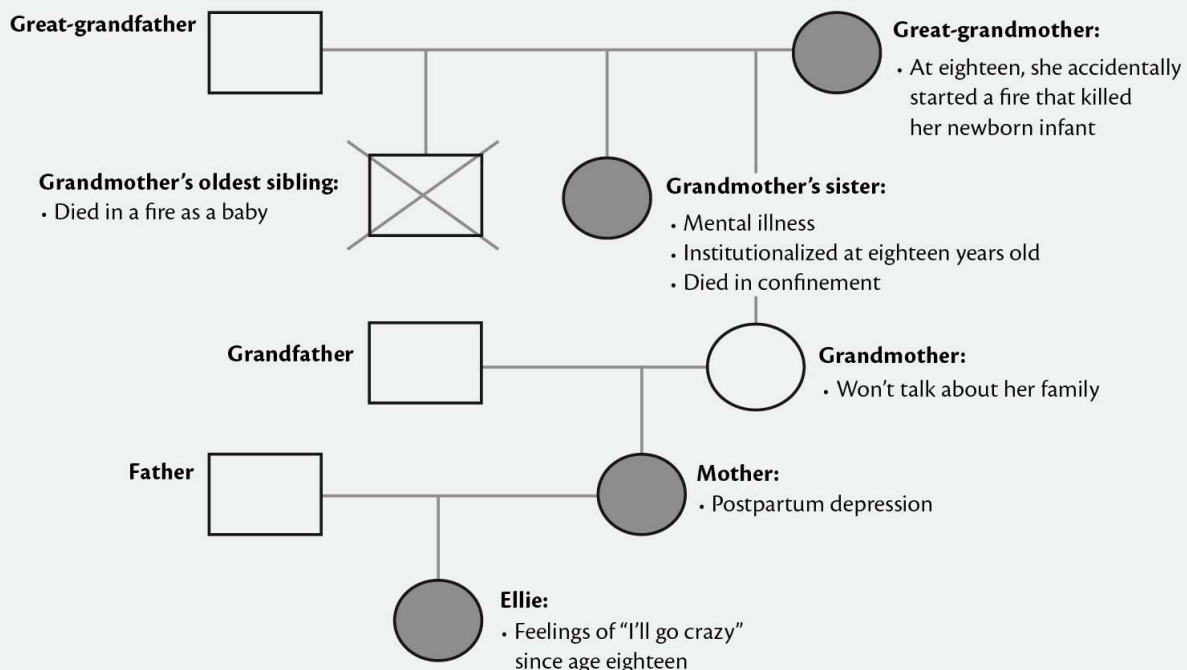 Great-grandfather
Great-grandmother:
• At eighteen, she accidentally
started a fire that killed
her newborn infant
Grandmother’s oldest sibling:
• Died in a fire as a baby
Grandmother’s sister:
• Mental illness
• Institutionalized at eighteen years old
• Died in confinement
Grandfather
Grandmother:
• Won’t talk about her family
Father
Mother:
• Postpartum depression
Ellie:
• Feelings of “I’ll go crazy”
since age eighteen